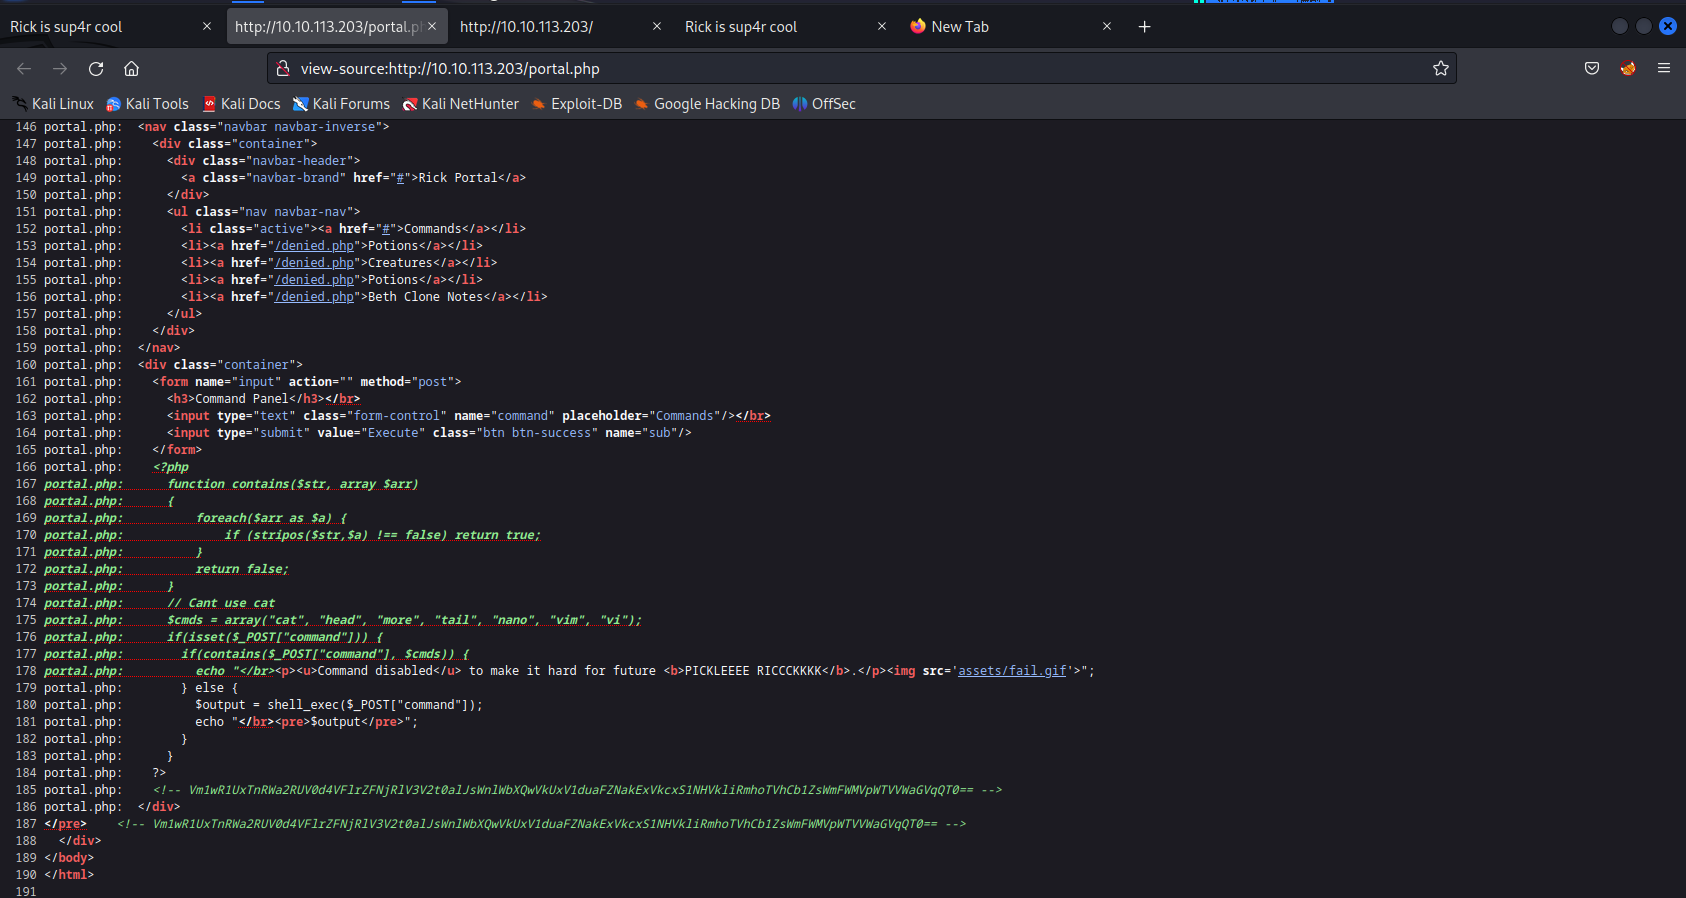 Rick is sup4r cool × http://10.10.113.203/portal.p × http://10.10.113.203/ × Rick is sup4r cool × New Tab × +
view-source:http://10.10.113.203/portal.php
Kali Linux Kali Tools Kali Docs Kali Forums Kali NetHunter Exploit-DB Google Hacking DB OffSec
146 portal.php:  <nav class="navbar navbar-inverse">
147 portal.php:    <div class="container">
148 portal.php:      <div class="navbar-header">
149 portal.php:        <a class="navbar-brand" href="#">Rick Portal</a>
150 portal.php:      </div>
151 portal.php:      <ul class="nav navbar-nav">
152 portal.php:        <li class="active"><a href="#">Commands</a></li>
153 portal.php:        <li><a href="/denied.php">Potions</a></li>
154 portal.php:        <li><a href="/denied.php">Creatures</a></li>
155 portal.php:        <li><a href="/denied.php">Potions</a></li>
156 portal.php:        <li><a href="/denied.php">Beth Clone Notes</a></li>
157 portal.php:      </ul>
158 portal.php:    </div>
159 portal.php:  </nav>
160 portal.php:  <div class="container">
161 portal.php:    <form name="input" action="" method="post">
162 portal.php:      <h3>Command Panel</h3></br>
163 portal.php:      <input type="text" class="form-control" name="command" placeholder="Commands"/></br>
164 portal.php:      <input type="submit" value="Execute" class="btn btn-success" name="sub"/>
165 portal.php:    </form>
166 portal.php:    <?php
167 portal.php:      function contains($str, array $arr)
168 portal.php:      {
169 portal.php:          foreach($arr as $a) {
170 portal.php:              if (stripos($str,$a) !== false) return true;
171 portal.php:          }
172 portal.php:          return false;
173 portal.php:      }
174 portal.php:      // Cant use cat
175 portal.php:      $cmds = array("cat", "head", "more", "tail", "nano", "vim", "vi");
176 portal.php:      if(isset($_POST["command"])) {
177 portal.php:        if(contains($_POST["command"], $cmds)) {
178 portal.php:          echo "</br><p><u>Command disabled</u> to make it hard for future <b>PICKLEEEE RICCCKKKK</b>.</p><img src='assets/fail.gif'>";
179 portal.php:        } else {
180 portal.php:          $output = shell_exec($_POST["command"]);
181 portal.php:          echo "</br><pre>$output</pre>";
182 portal.php:        }
183 portal.php:      }
184 portal.php:    ?>
185 portal.php:    <!-- Vm1wR1UxTnRWa2RUV0d4VFlrZFNjRlV3V2t0alJsWnlWbXQwVkUxV1duaFZNakExVkcxS1NHVkliRmhoTVhCb1ZsWmFWMVpWTVVWaGVqQT0== -->
186 portal.php:  </div>
187 </pre>    <!-- Vm1wR1UxTnRWa2RUV0d4VFlrZFNjRlV3V2t0alJsWnlWbXQwVkUxV1duaFZNakExVkcxS1NHVkliRmhoTVhCb1ZsWmFWMVpWTVVWaGVqQT0== -->
188   </div>
189 </body>
190 </html>
191